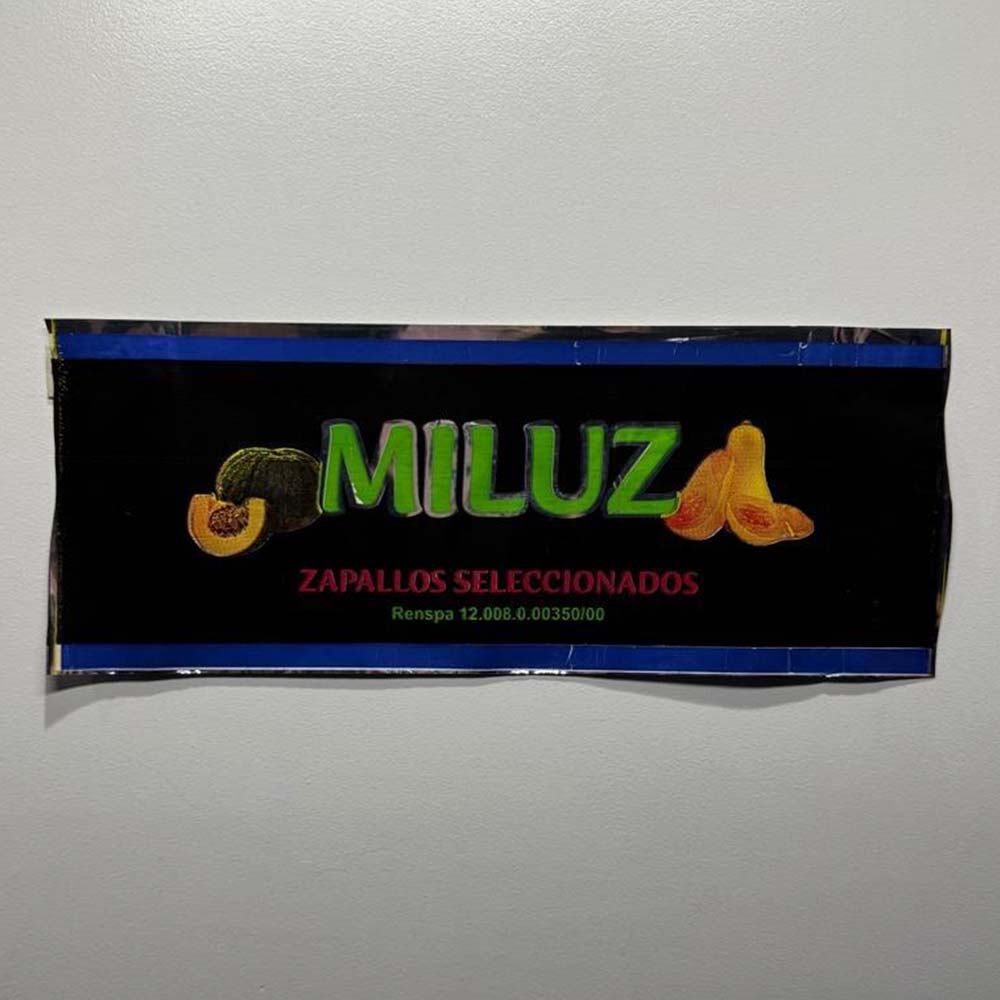 MILUZ
ZAPALLOS SELECCIONADOS
Renspa 12.008.0.00350/00